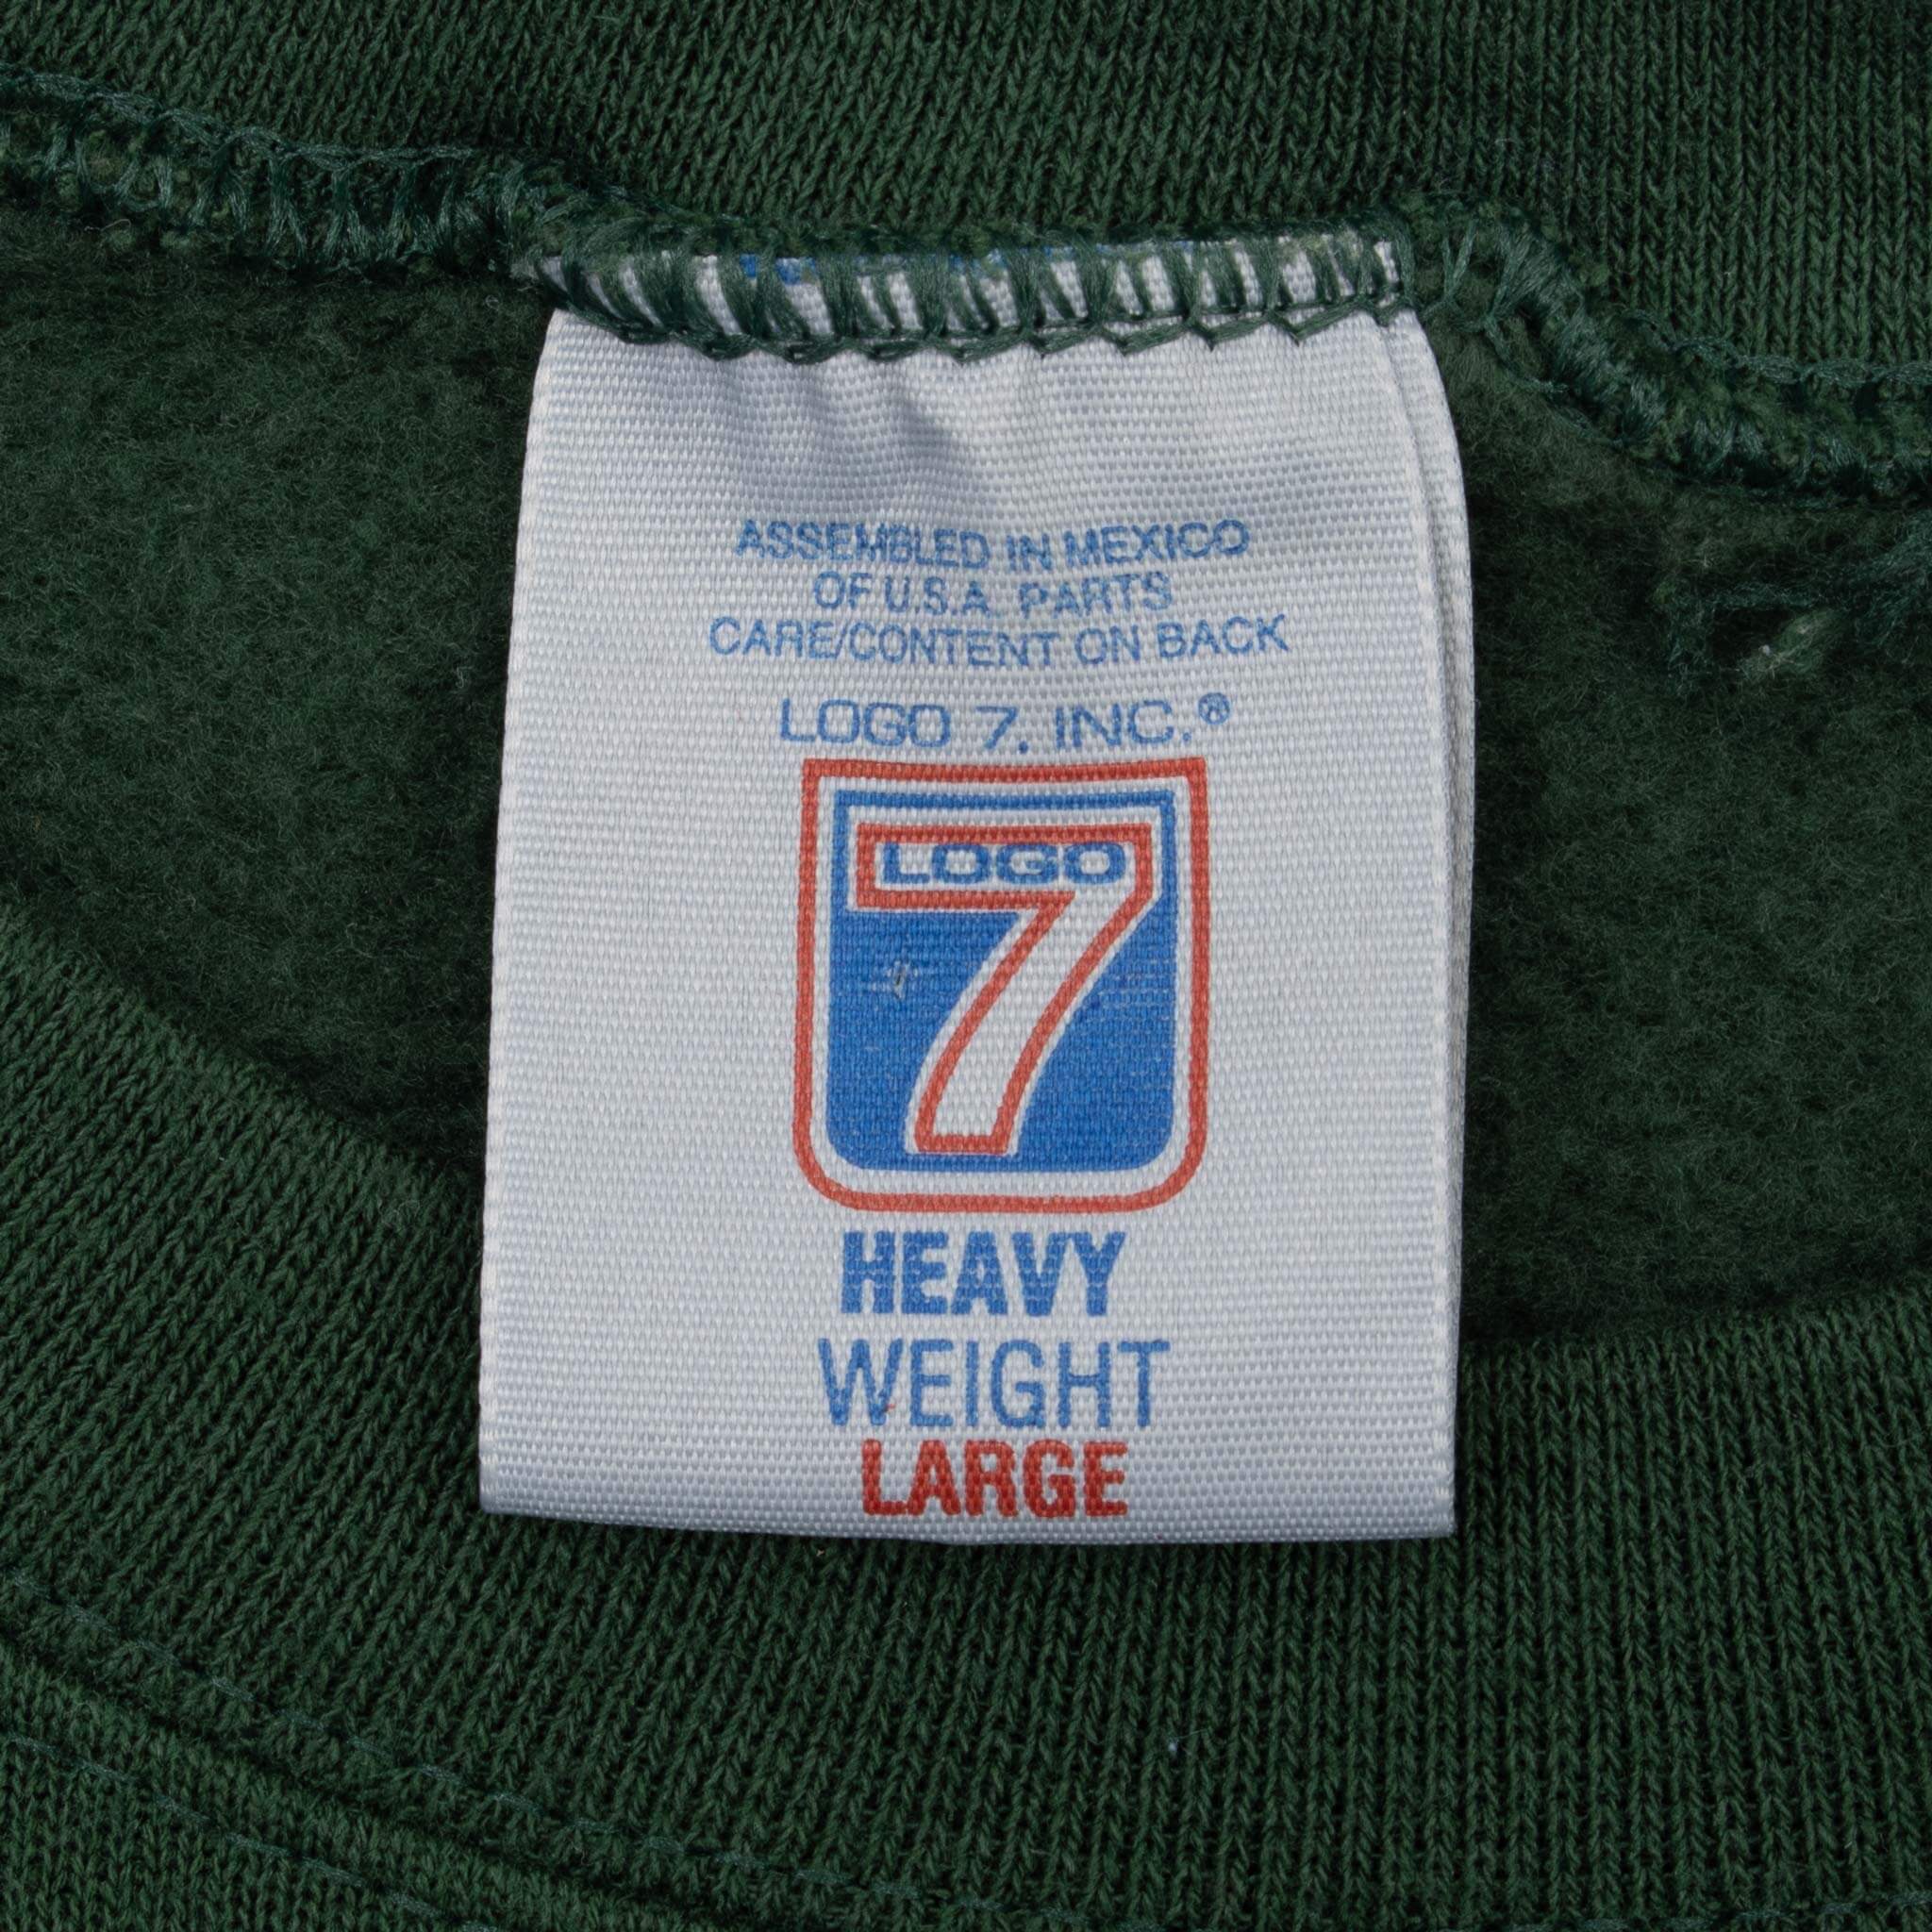 ASSEMBLED IN MEXICO
OF U.S.A. PARTS
CARE/CONTENT ON BACK
LOGO 7, INC.®
LOGO
7
HEAVY
WEIGHT
LARGE